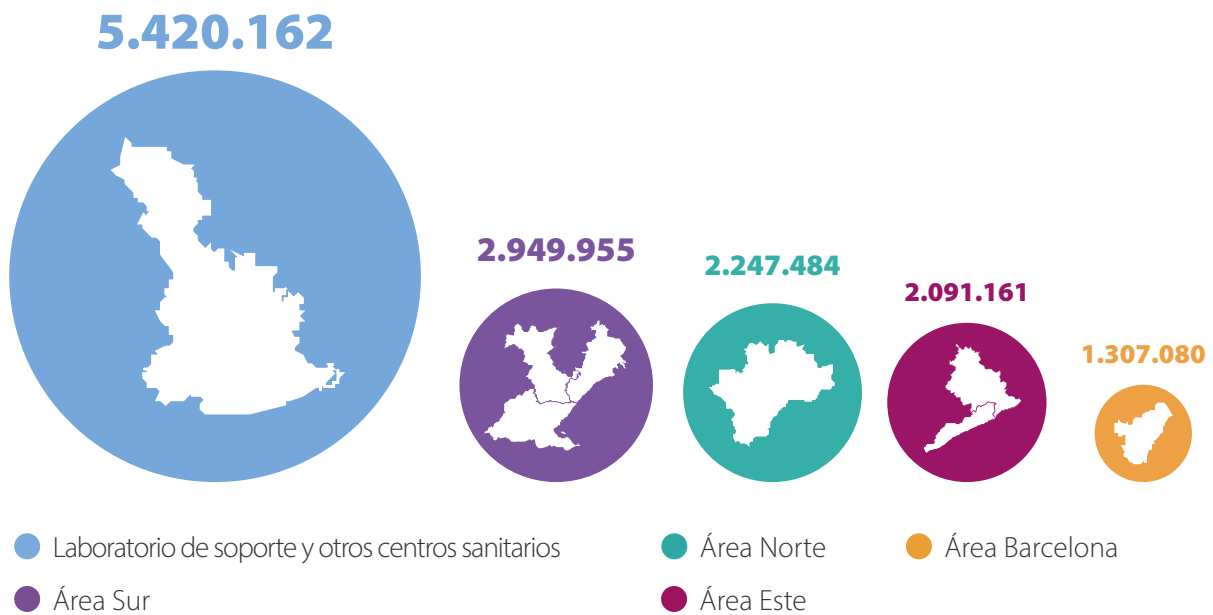 5.420.162
2.949.955
2.247.484
2.091.161
1.307.080
Laboratorio de soporte y otros centros sanitarios
Área Norte
Área Barcelona
Área Sur
Área Este